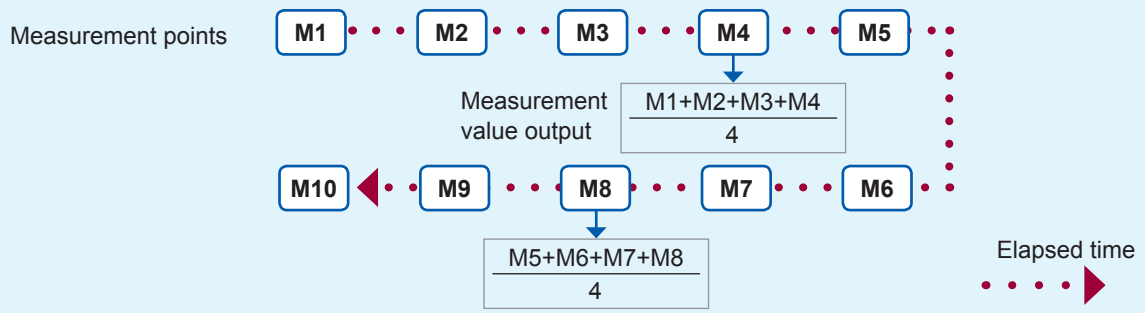 Measurement points
M1
M2
M3
M4
M5
Measurement
value output
M1+M2+M3+M4
4
M10
M9
M8
M7
M6
M5+M6+M7+M8
4
Elapsed time